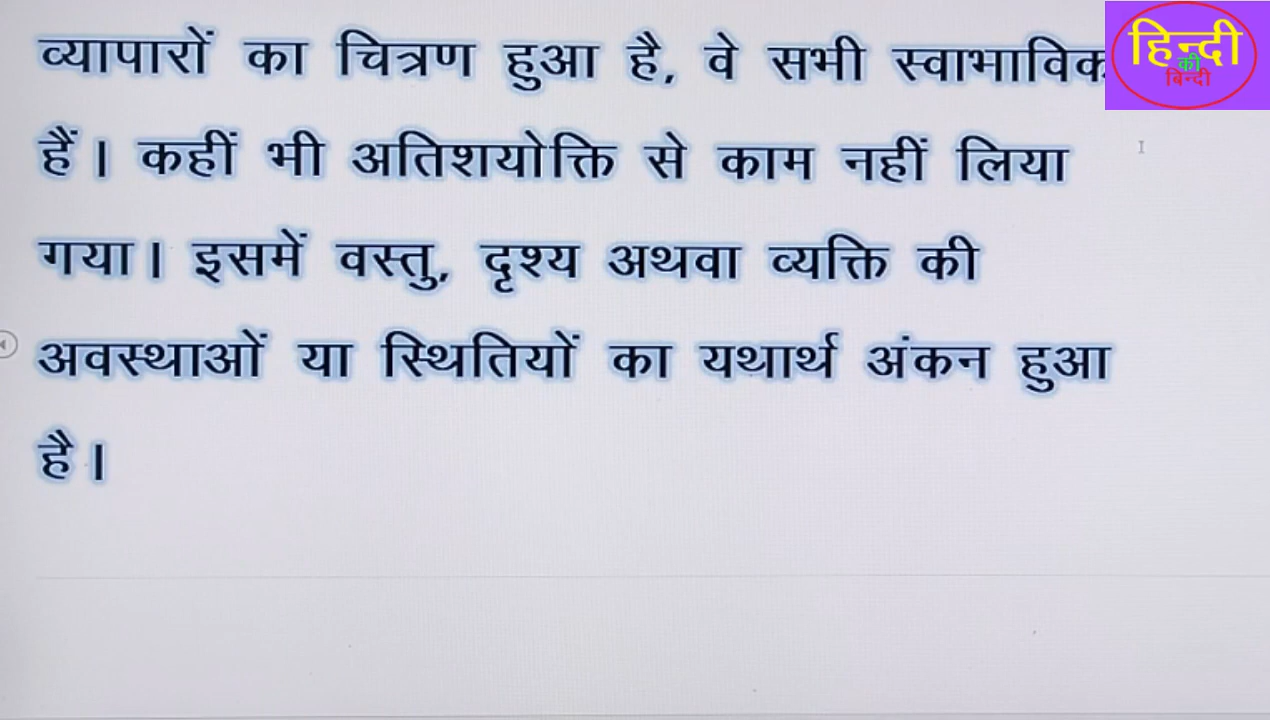 व्यापारों का चित्रण हुआ है, वे सभी स्वाभाविक
हैं। कहीं भी अतिशयोक्ति से काम नहीं लिया
गया। इसमें वस्तु, दृश्य अथवा व्यक्ति की
अवस्थाओं या स्थितियों का यथार्थ अंकन हुआ
है।
हिन्दी
की
बिन्दी